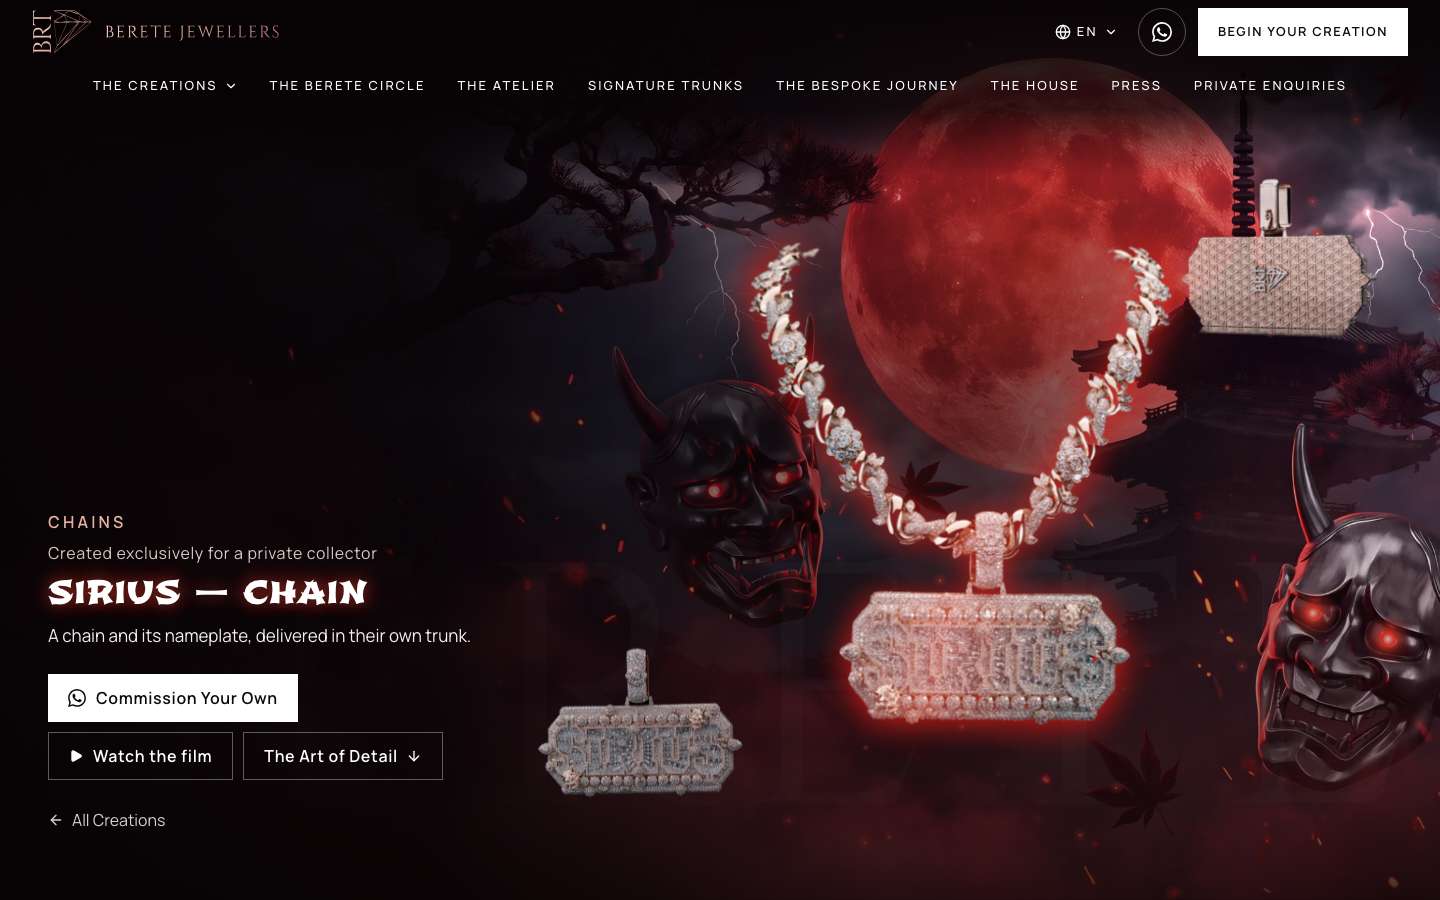 BRT BERETE JEWELLERS
EN
BEGIN YOUR CREATION
THE CREATIONS
THE BERETE CIRCLE
THE ATELIER
SIGNATURE TRUNKS
THE BESPOKE JOURNEY
THE HOUSE
PRESS
PRIVATE ENQUIRIES
BRT
CHAINS
Created exclusively for a private collector
SIRIUS — CHAIN
A chain and its nameplate, delivered in their own trunk.
SIRIUS
SIRIUS
Commission Your Own
Watch the film
The Art of Detail
All Creations